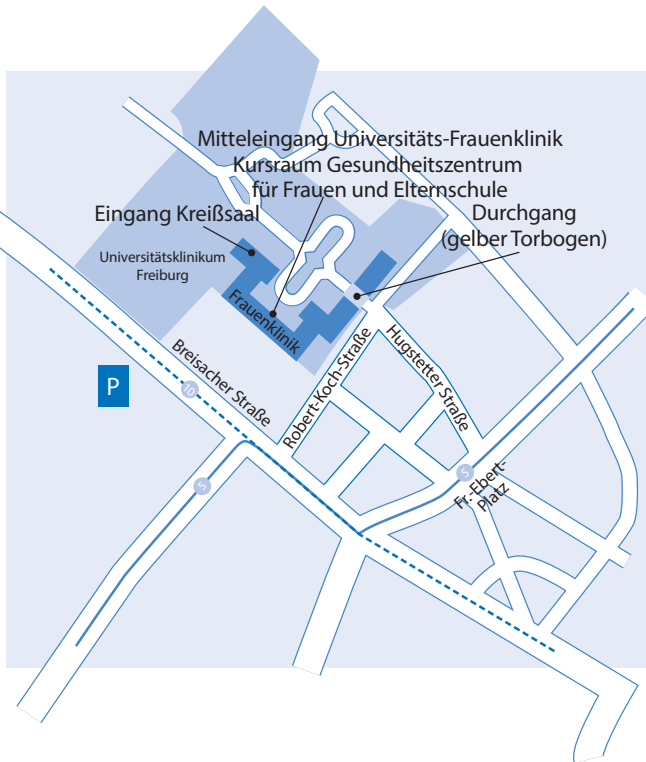 Mitteleingang Universitäts-Frauenklinik
Kursraum Gesundheitszentrum
für Frauen und Elternschule
Eingang Kreißsaal
Durchgang
(gelber Torbogen)
Universitätsklinikum
Freiburg
Frauenklinik
Breisacher Straße
Robert-Koch-Straße
Hugstetter Straße
P
10
5
5
Fr.-Ebert-
Platz